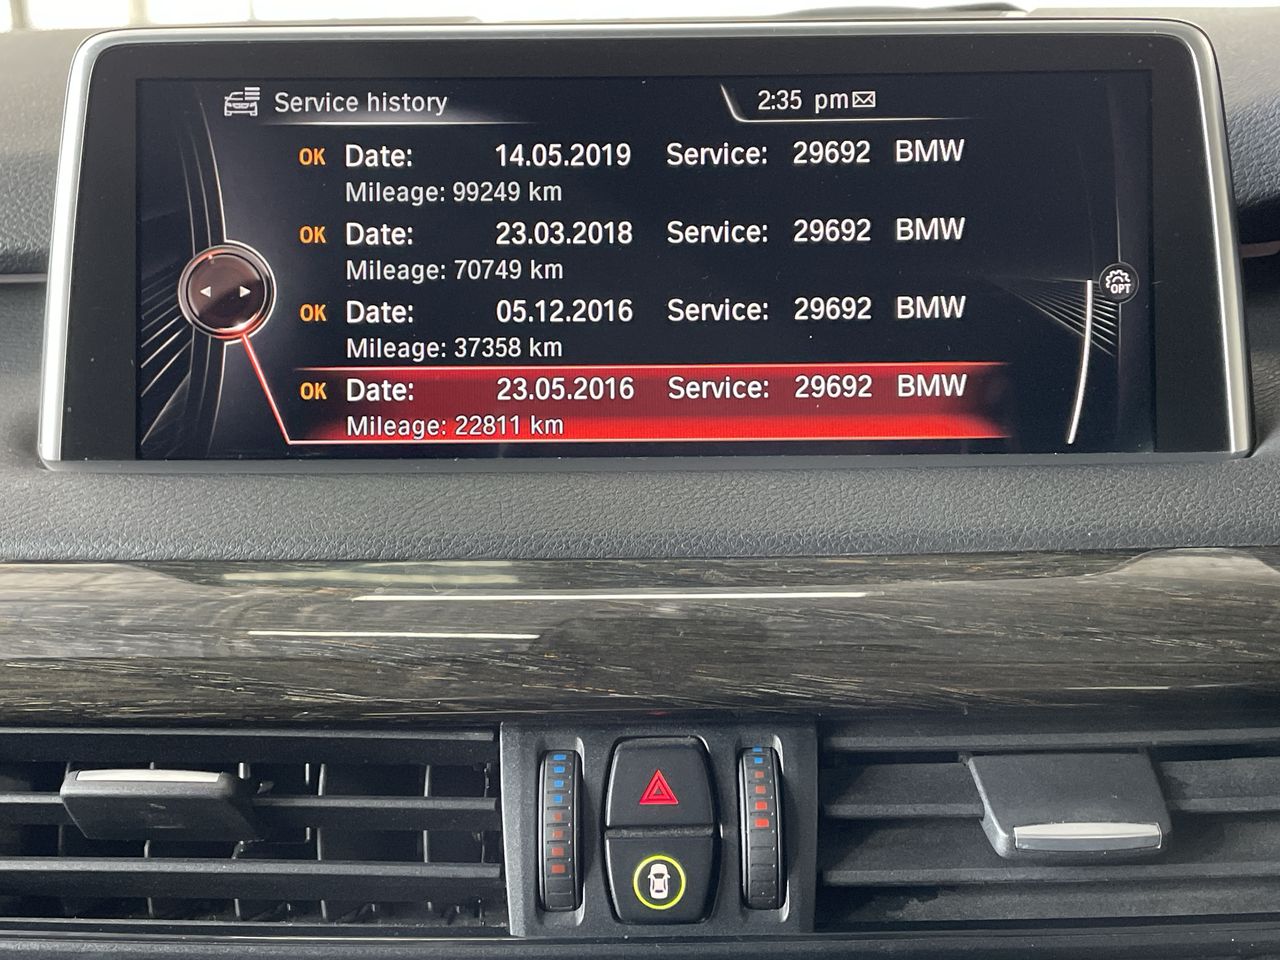 Service history 2:35 pm
OK Date: 14.05.2019 Service: 29692 BMW
Mileage: 99249 km
OK Date: 23.03.2018 Service: 29692 BMW
Mileage: 70749 km
OPT
OK Date: 05.12.2016 Service: 29692 BMW
Mileage: 37358 km
OK Date: 23.05.2016 Service: 29692 BMW
Mileage: 22811 km